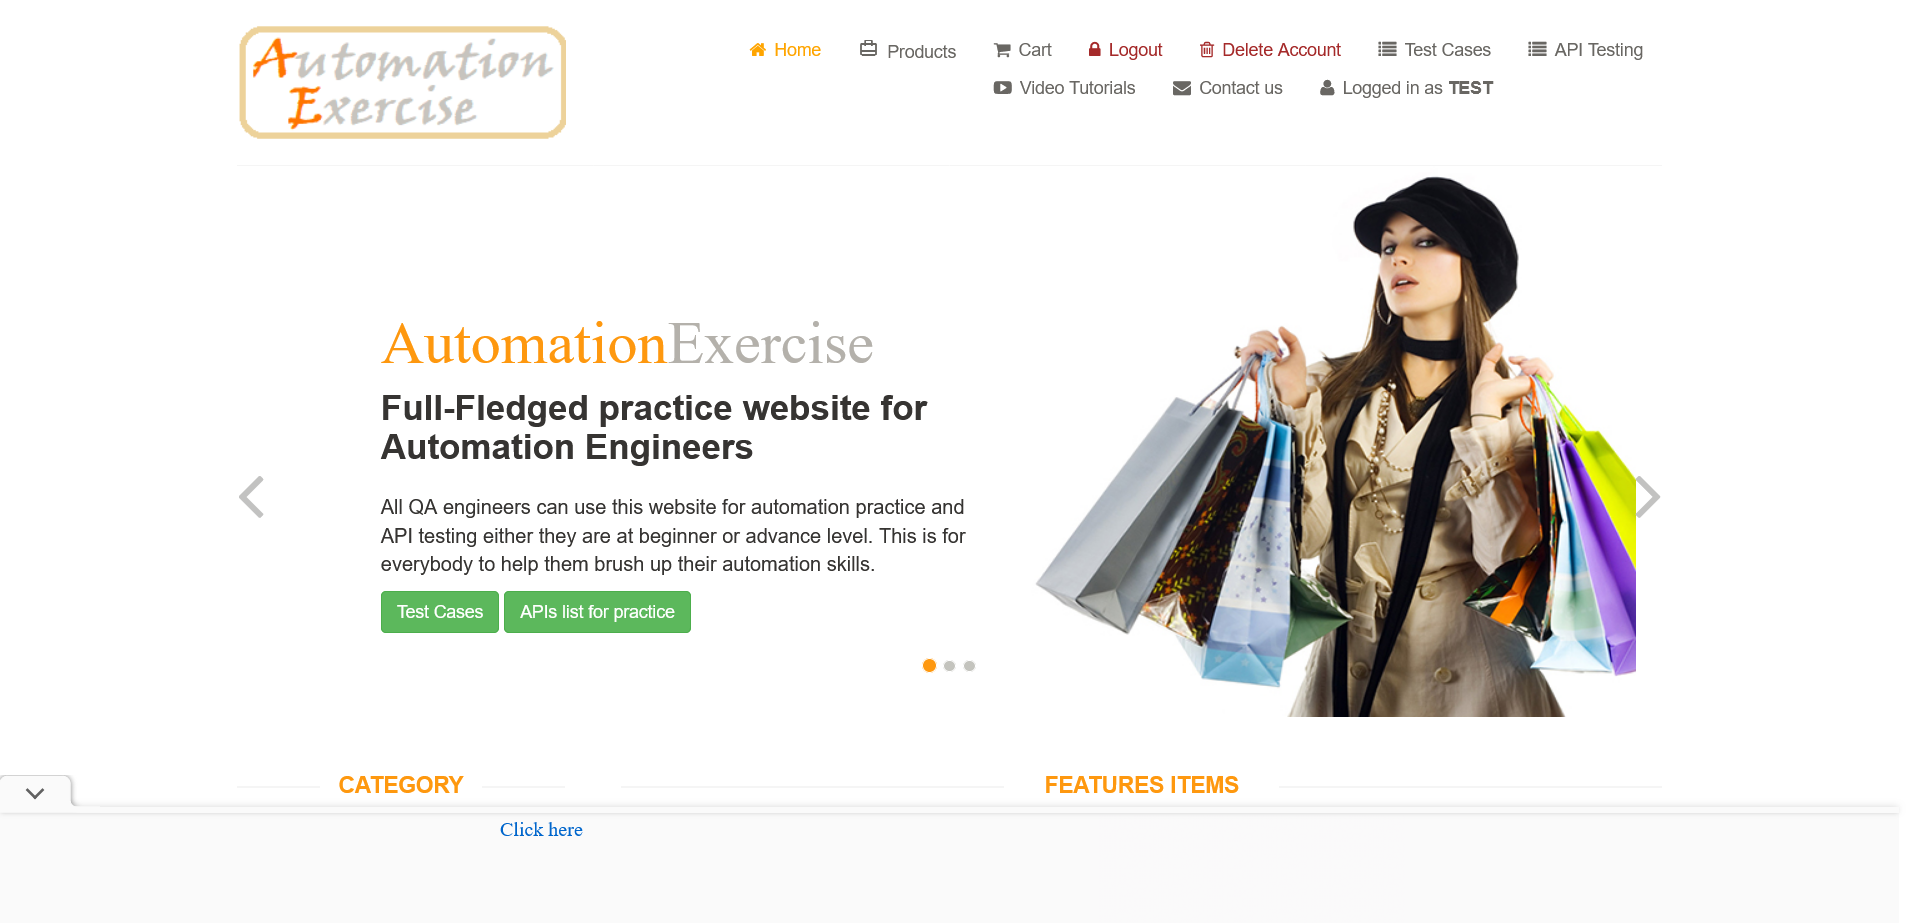 Automation
Exercise
Home Products Cart Logout Delete Account Test Cases API Testing
Video Tutorials Contact us Logged in as TEST
AutomationExercise
Full-Fledged practice website for
Automation Engineers
All QA engineers can use this website for automation practice and
API testing either they are at beginner or advance level. This is for
everybody to help them brush up their automation skills.
Test Cases APIs list for practice
CATEGORY FEATURES ITEMS
Click here